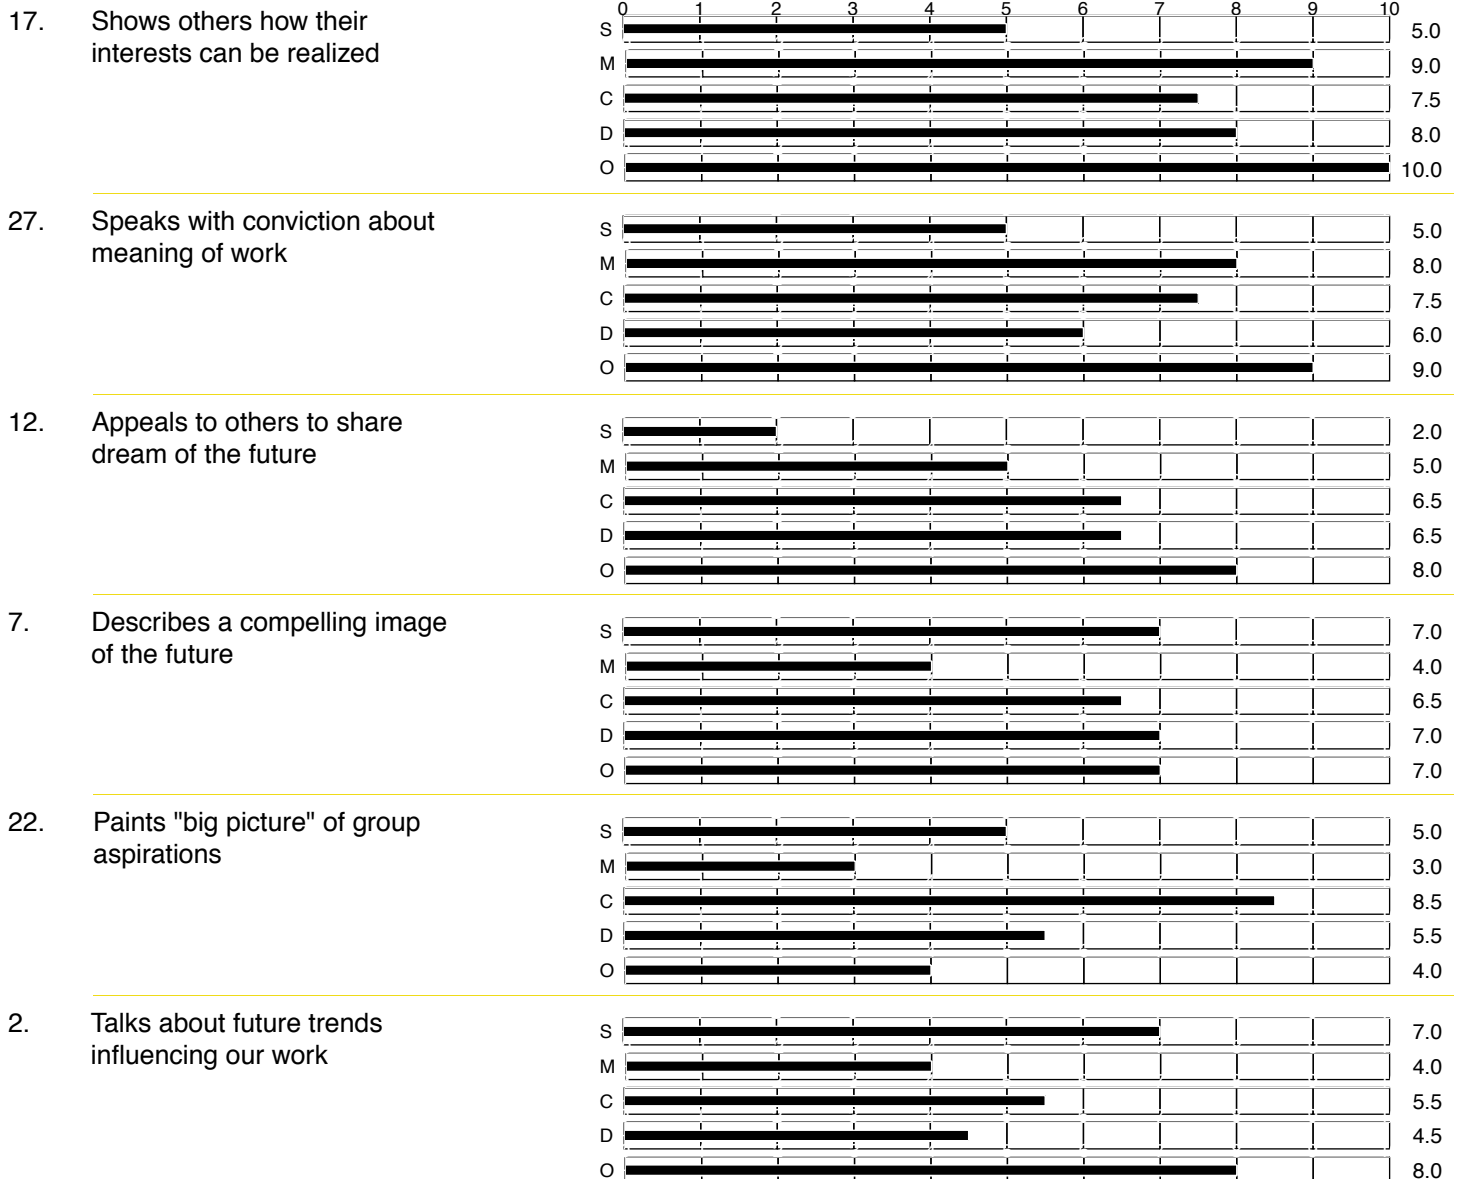 0 1 2 3 4 5 6 7 8 9 10
17. Shows others how their
interests can be realized
S 5.0
M 9.0
C 7.5
D 8.0
O 10.0
27. Speaks with conviction about
meaning of work
S 5.0
M 8.0
C 7.5
D 6.0
O 9.0
12. Appeals to others to share
dream of the future
S 2.0
M 5.0
C 6.5
D 6.5
O 8.0
7. Describes a compelling image
of the future
S 7.0
M 4.0
C 6.5
D 7.0
O 7.0
22. Paints "big picture" of group
aspirations
S 5.0
M 3.0
C 8.5
D 5.5
O 4.0
2. Talks about future trends
influencing our work
S 7.0
M 4.0
C 5.5
D 4.5
O 8.0